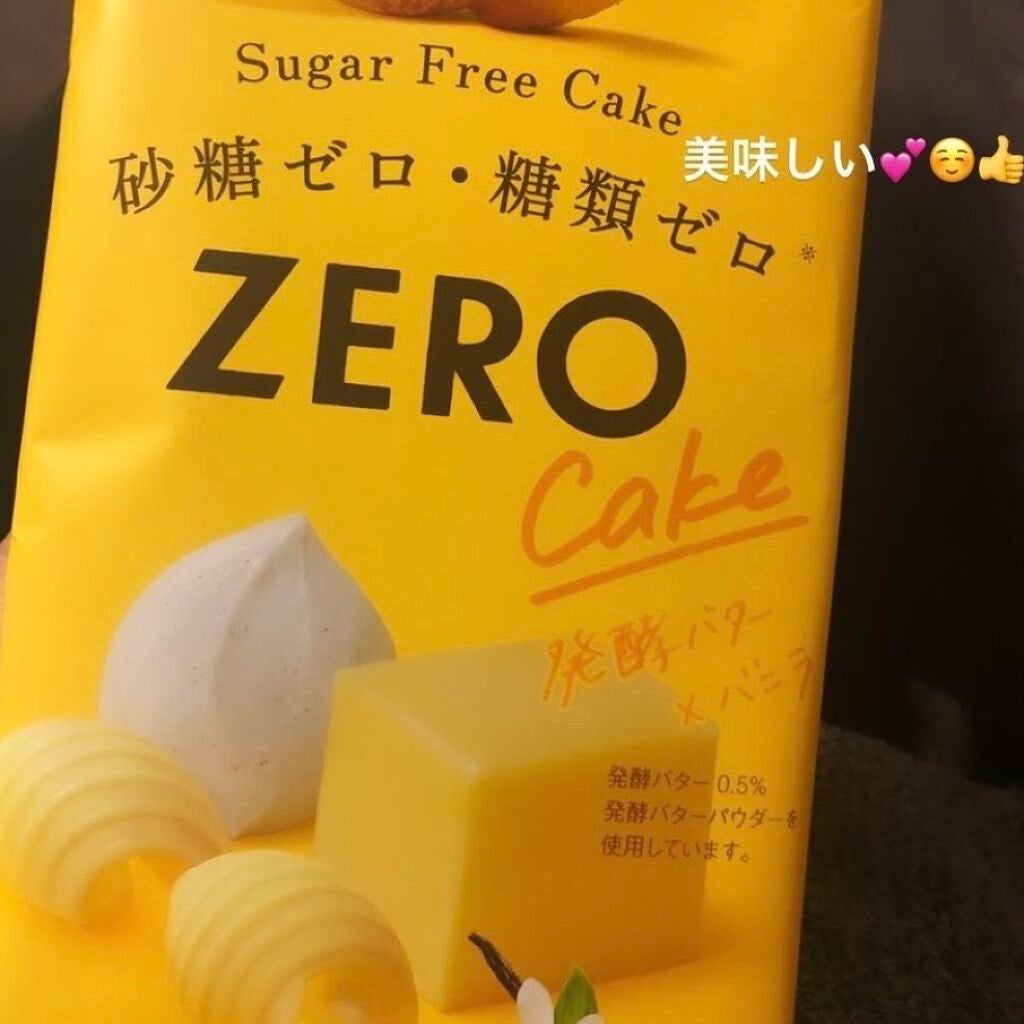 Sugar Free Cake
砂糖ゼロ・糖類ゼロ※
美味しい💕☺️👍
ZERO
Cake
発酵バター
×バニラ
発酵バター0.5%
発酵バターパウダーを
使用しています。